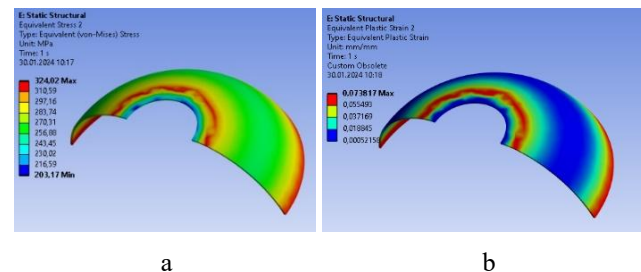 E: Static Structural
Equivalent Stress 2
Type: Equivalent (von-Mises) Stress
Unit: MPa
Time: 1 s
30.01.2024 10:17
324,02 Max
310,59
297,16
283,74
270,31
256,88
243,45
230,02
216,59
203,17 Min
E: Static Structural
Equivalent Plastic Strain 2
Type: Equivalent Plastic Strain
Unit: mm/mm
Time: 1 s
Custom Obsolete
30.01.2024 10:18
0,073817 Max
0,055493
0,037169
0,018845
a
b